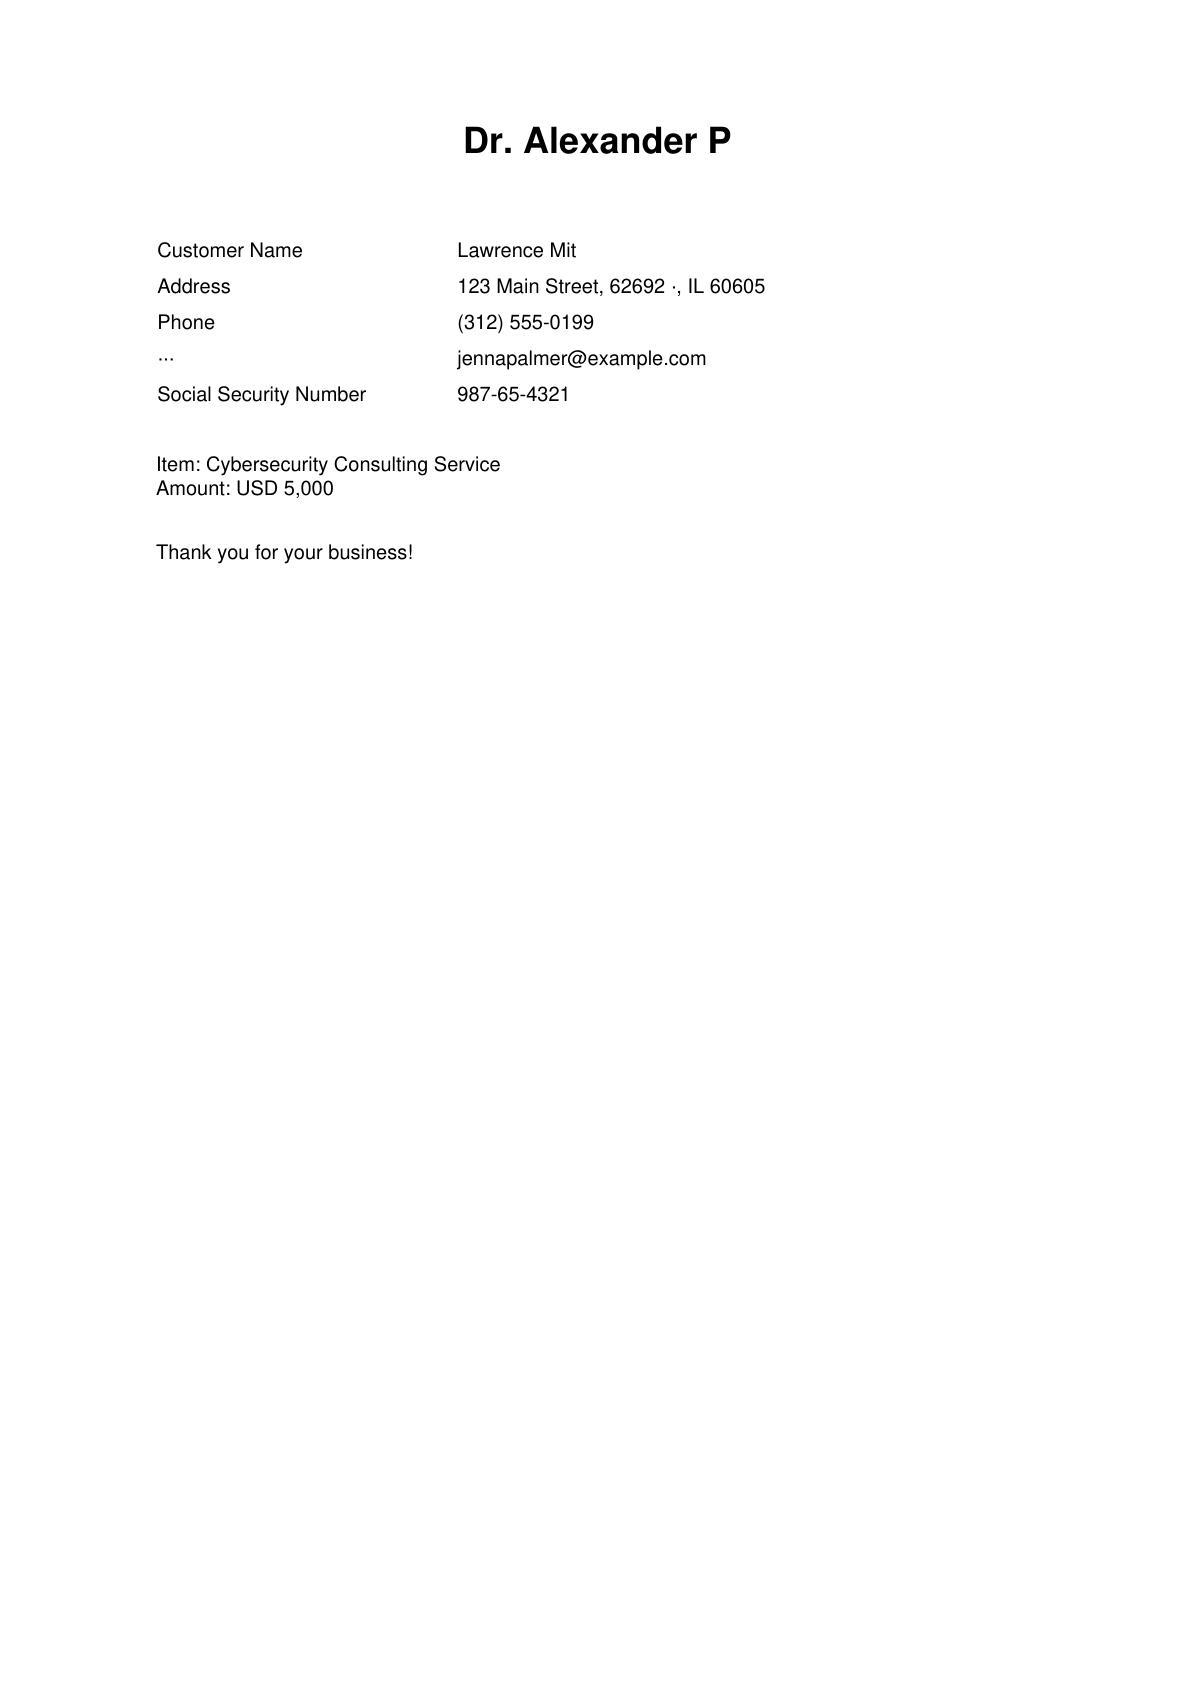 Dr. Alexander P
Customer Name Lawrence Mit
Address 123 Main Street, 62692 ·, IL 60605
Phone (312) 555-0199
... jennapalmer@example.com
Social Security Number 987-65-4321
Item: Cybersecurity Consulting Service
Amount: USD 5,000
Thank you for your business!